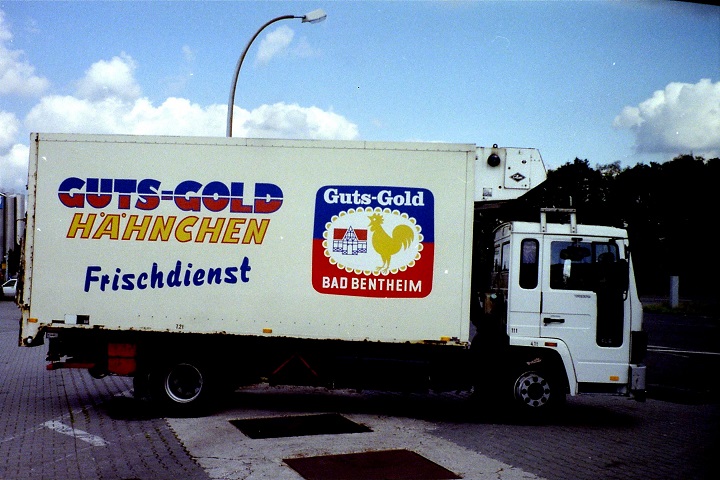 GUTS-GOLD
HÄHNCHEN
Frischdienst
Guts-Gold
BAD BENTHEIM